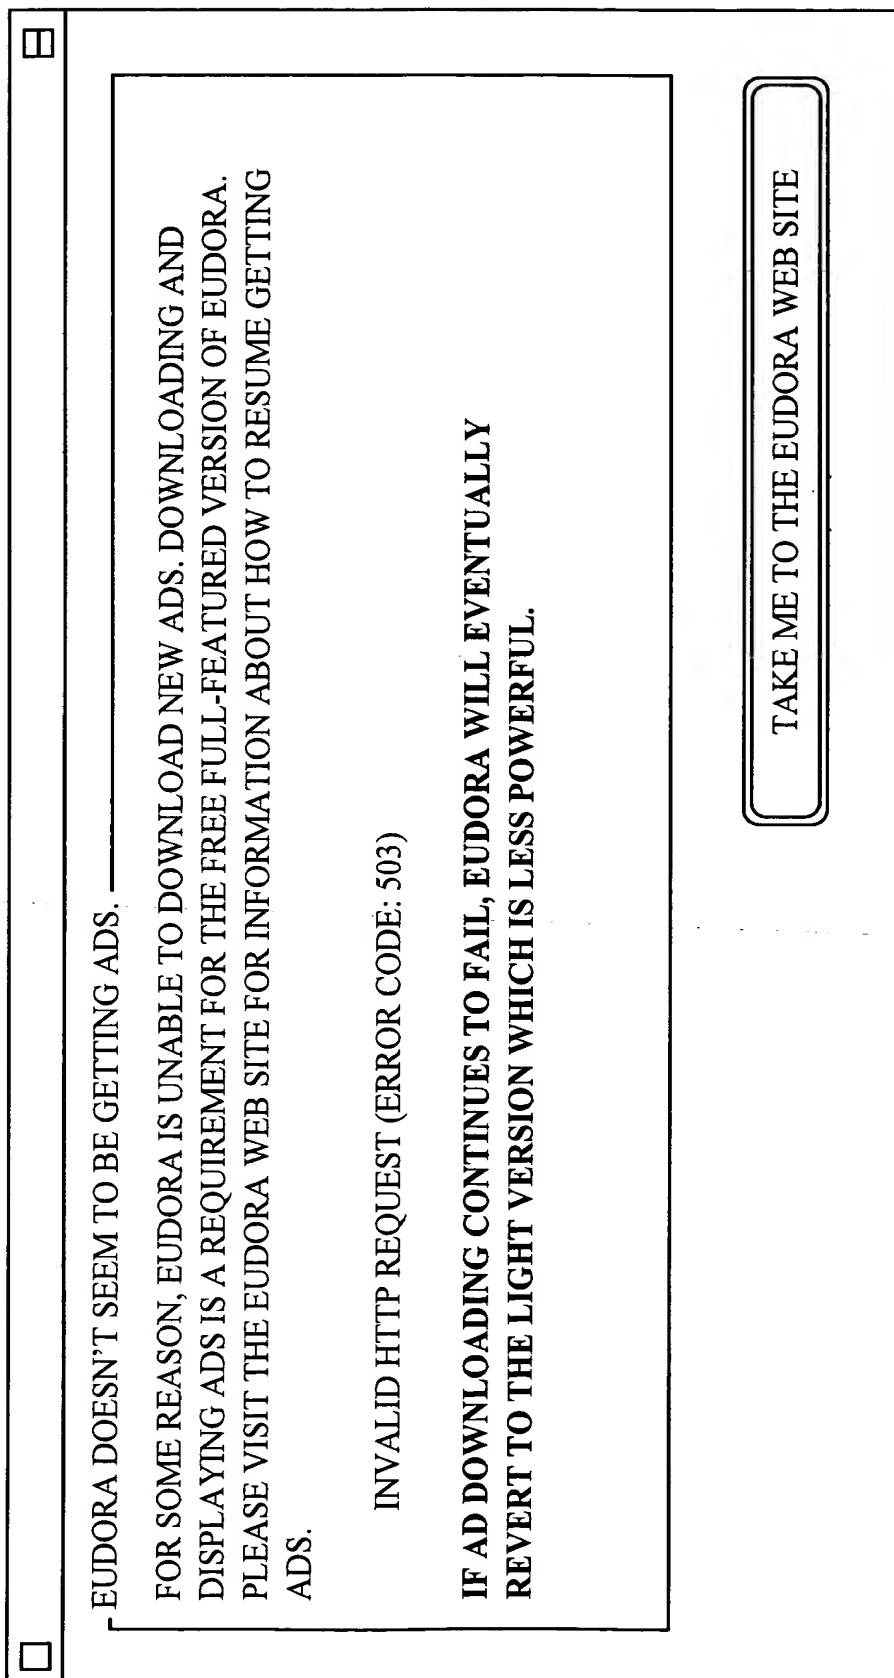 EUDORA DOESN'T SEEM TO BE GETTING ADS.
FOR SOME REASON, EUDORA IS UNABLE TO DOWNLOAD NEW ADS. DOWNLOADING AND
DISPLAYING ADS IS A REQUIREMENT FOR THE FREE FULL-FEATURED VERSION OF EUDORA.
PLEASE VISIT THE EUDORA WEB SITE FOR INFORMATION ABOUT HOW TO RESUME GETTING
ADS.
INVALID HTTP REQUEST (ERROR CODE: 503)
IF AD DOWNLOADING CONTINUES TO FAIL, EUDORA WILL EVENTUALLY
REVERT TO THE LIGHT VERSION WHICH IS LESS POWERFUL.
TAKE ME TO THE EUDORA WEB SITE